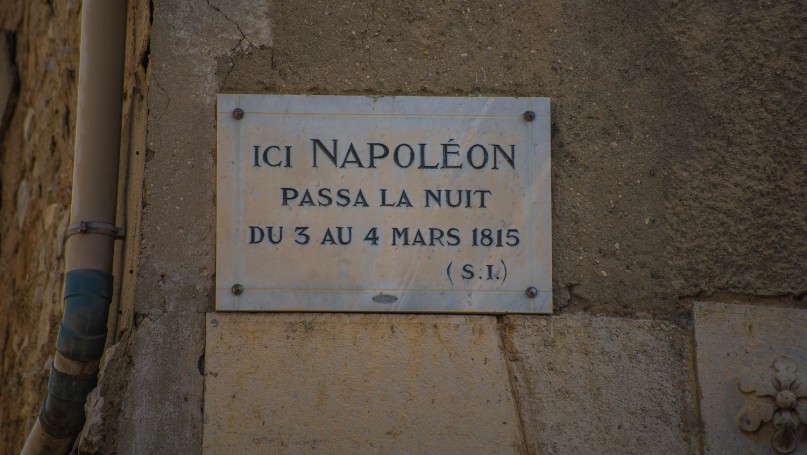 ICI NAPOLÉON
PASSA LA NUIT
DU 3 AU 4 MARS 1815
(S.I.)